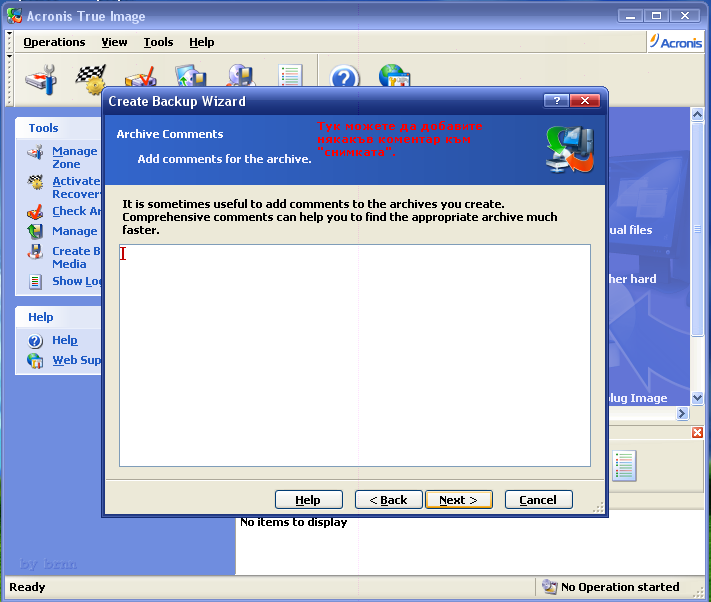 Acronis True Image
Operations View Tools Help
Acronis
Create Backup Wizard
Archive Comments
Add comments for the archive.
Тук можете да добавите
някакъв коментар към
"снимката".
It is sometimes useful to add comments to the archives you create.
Comprehensive comments can help you to find the appropriate archive much
faster.
Help
< Back
Next >
Cancel
Tools
Manage
Zone
Activate
Recover
Check Ar
Manage
Create B
Media
Show Log
Help
Help
Web Sup
ual files
her hard
lug Image
No items to display
by brnn
Ready
No Operation started